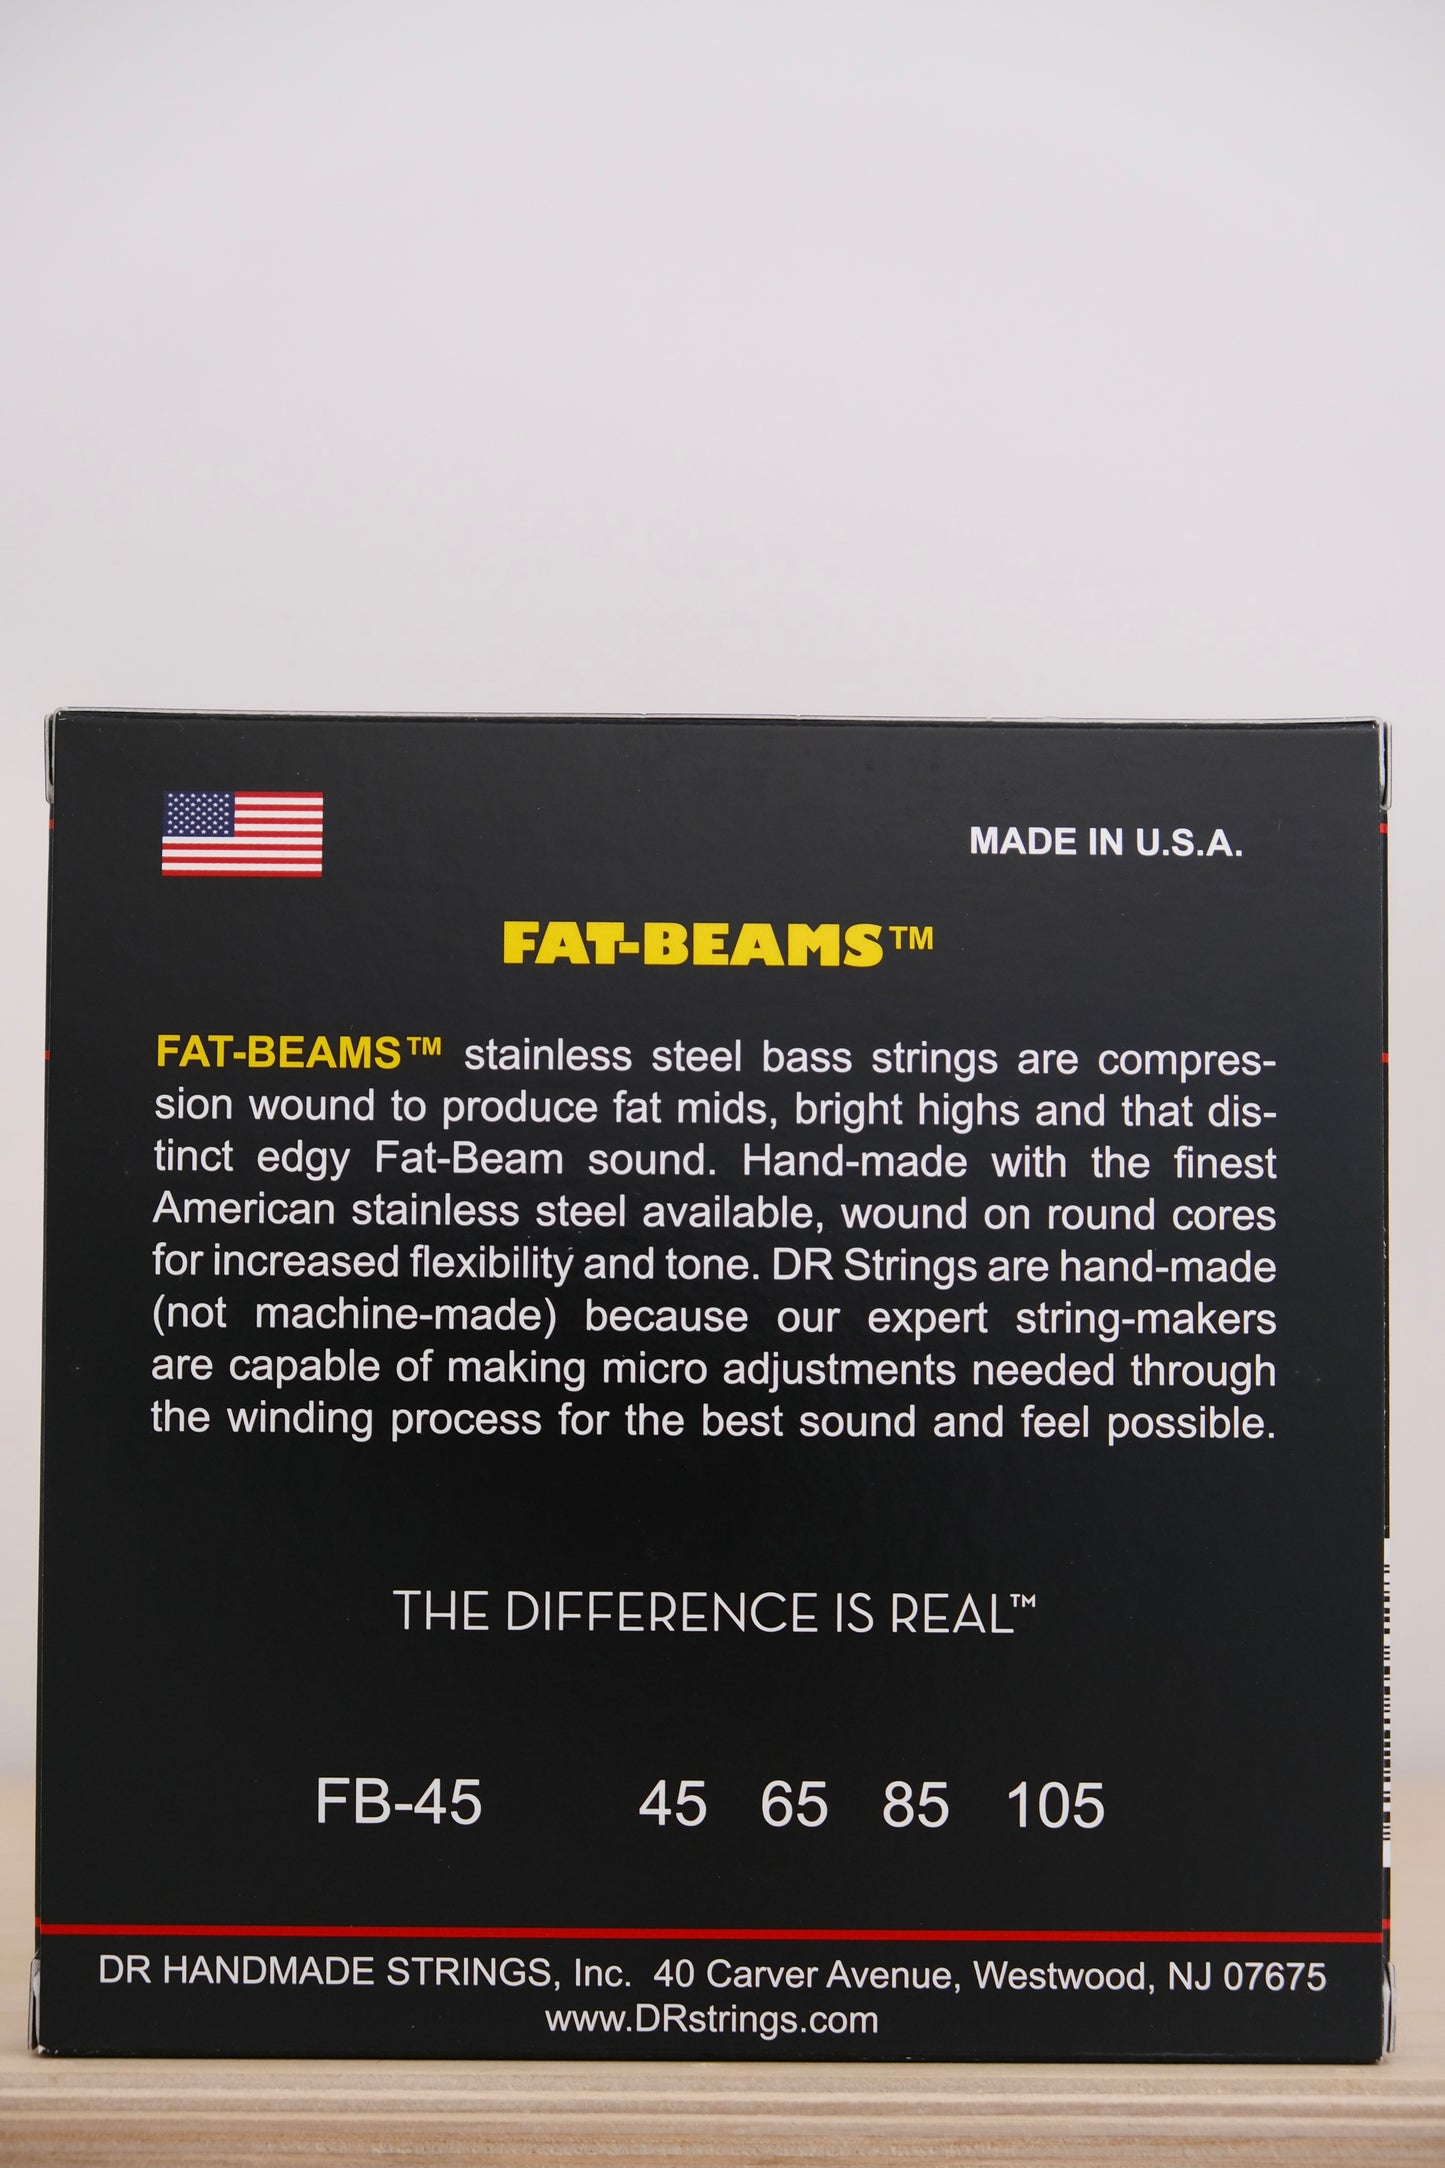 MADE IN U.S.A.
FAT-BEAMS™
FAT-BEAMS™ stainless steel bass strings are compres-
sion wound to produce fat mids, bright highs and that dis-
tinct edgy Fat-Beam sound. Hand-made with the finest
American stainless steel available, wound on round cores
for increased flexibility and tone. DR Strings are hand-made
(not machine-made) because our expert string-makers
are capable of making micro adjustments needed through
the winding process for the best sound and feel possible.
THE DIFFERENCE IS REAL™
FB-45 45 65 85 105
DR HANDMADE STRINGS, Inc. 40 Carver Avenue, Westwood, NJ 07675
www.DRstrings.com